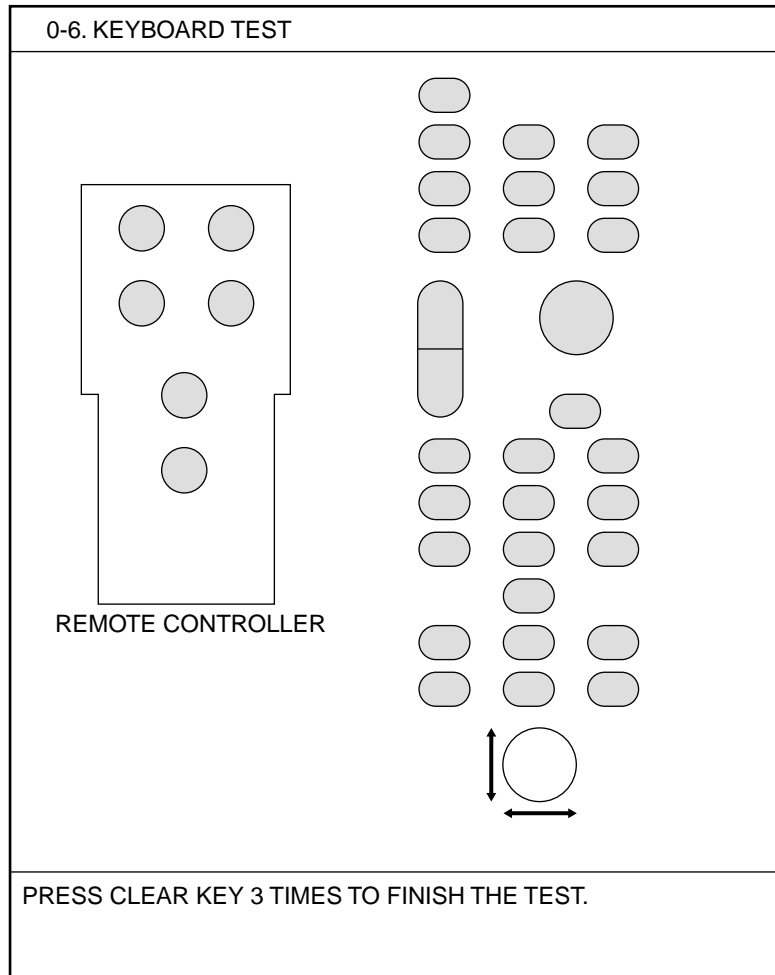 0-6. KEYBOARD TEST
REMOTE CONTROLLER
PRESS CLEAR KEY 3 TIMES TO FINISH THE TEST.